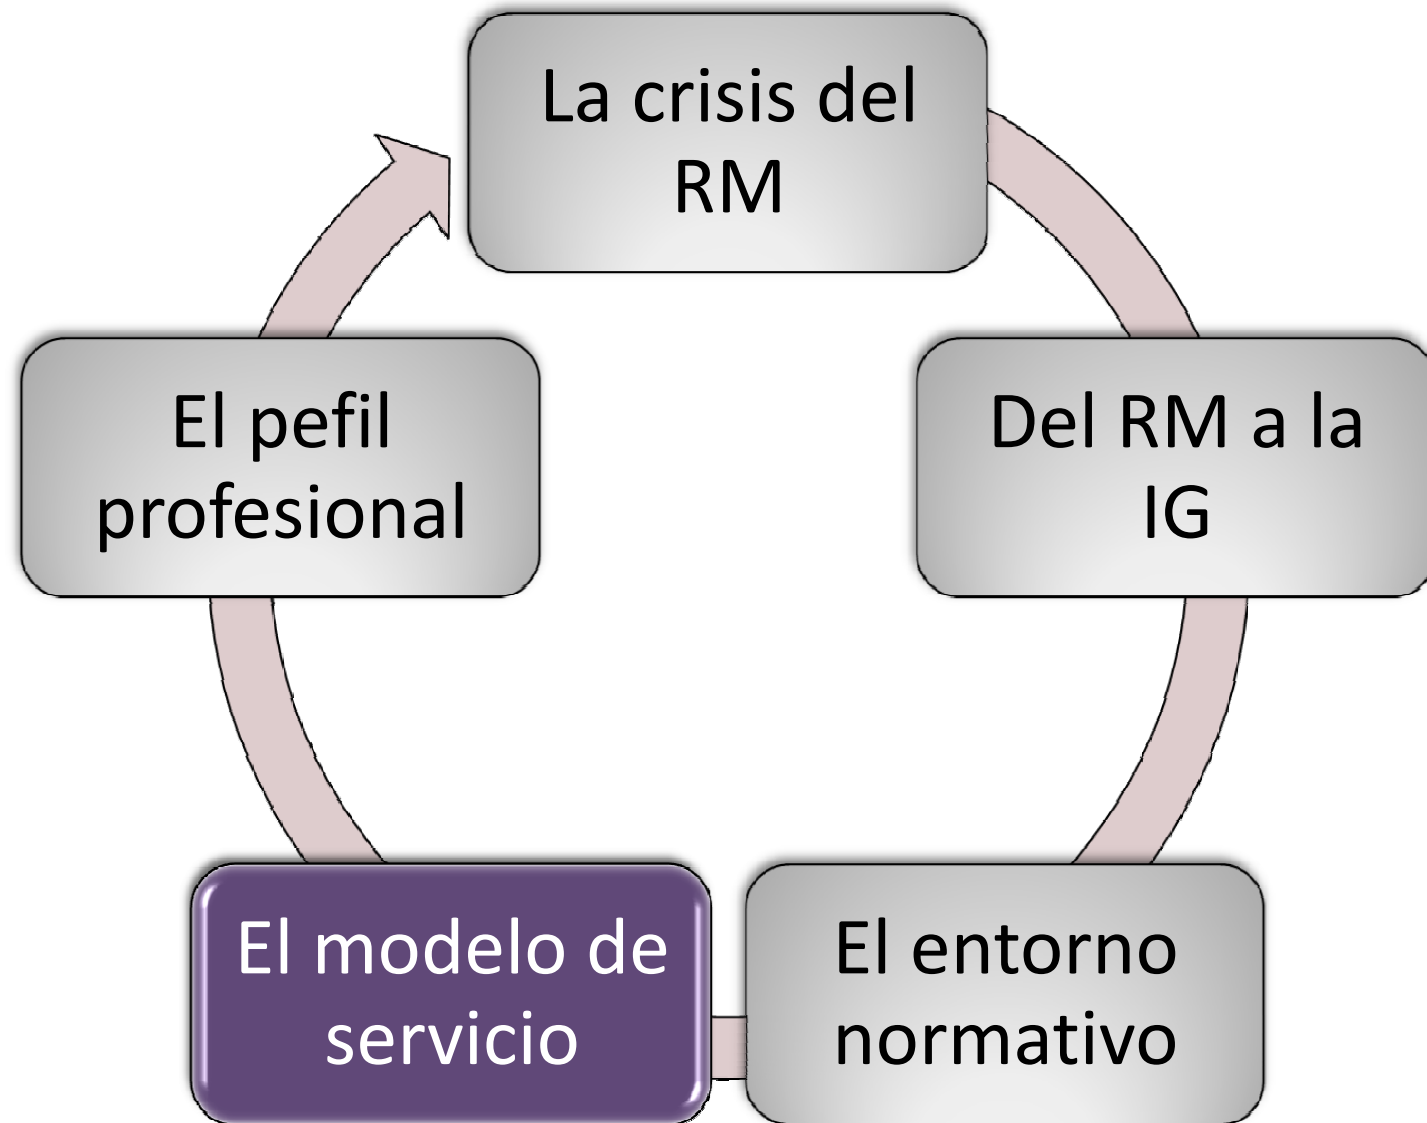 La crisis del
RM
Del RM a la
IG
El entorno
normativo
El modelo de
servicio
El pefil
profesional